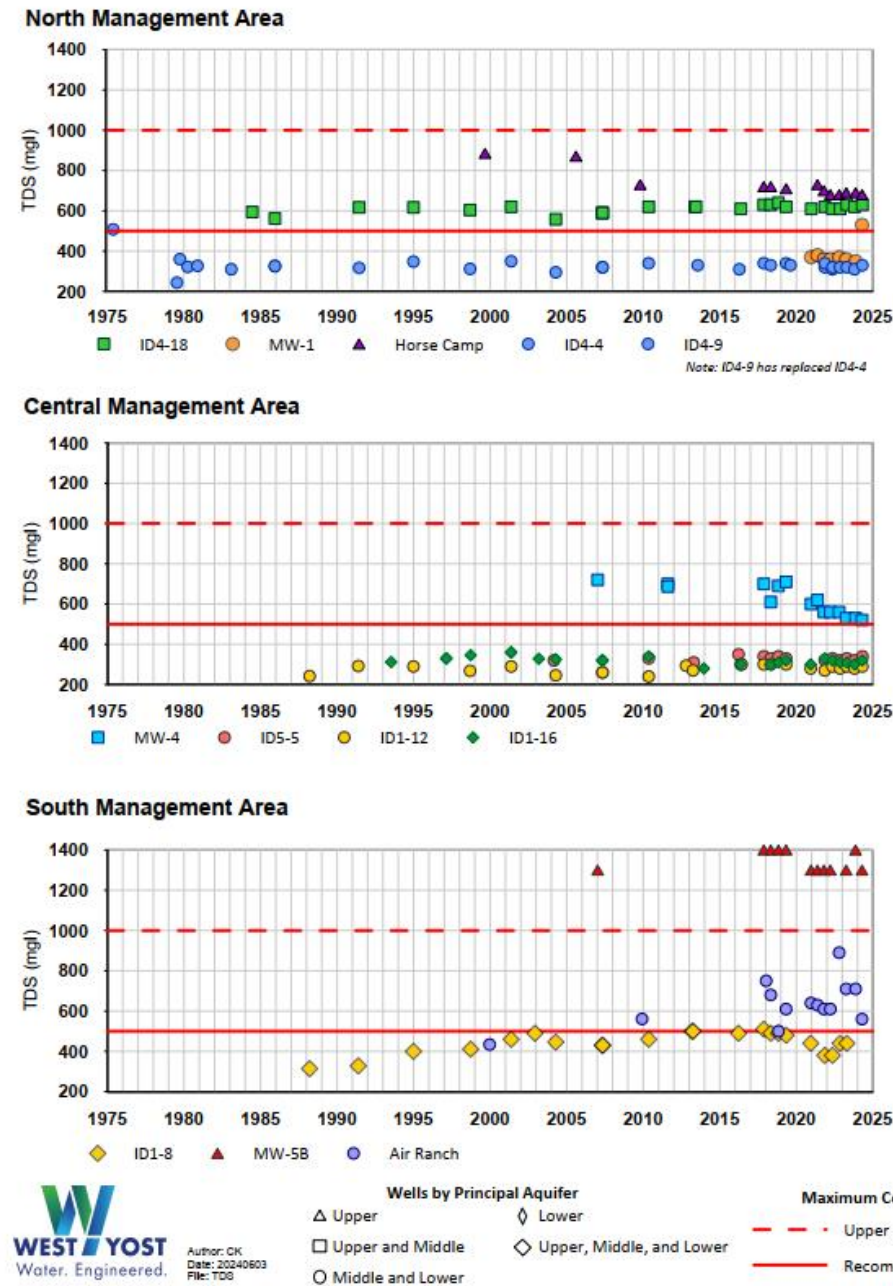 North Management Area
1400
1200
1000
800
600
400
200
TDS (mgl)
1975 1980 1985 1990 1995 2000 2005 2010 2015 2020 2025
ID4-18 MW-1 Horse Camp ID4-4 ID4-9
Note: ID4-9 has replaced ID4-4
Central Management Area
1400
1200
1000
800
600
400
200
TDS (mgl)
1975 1980 1985 1990 1995 2000 2005 2010 2015 2020 2025
MW-4 ID5-5 ID1-12 ID1-16
South Management Area
1400
1200
1000
800
600
400
200
TDS (mgl)
1975 1980 1985 1990 1995 2000 2005 2010 2015 2020 2025
ID1-8 MW-5B Air Ranch
WEST YOST
Water. Engineered.
Author: CK
Date: 20240603
File: TDS
Wells by Principal Aquifer
Upper Lower
Upper and Middle Upper, Middle, and Lower
Middle and Lower
Maximum Co
Upper
Recom